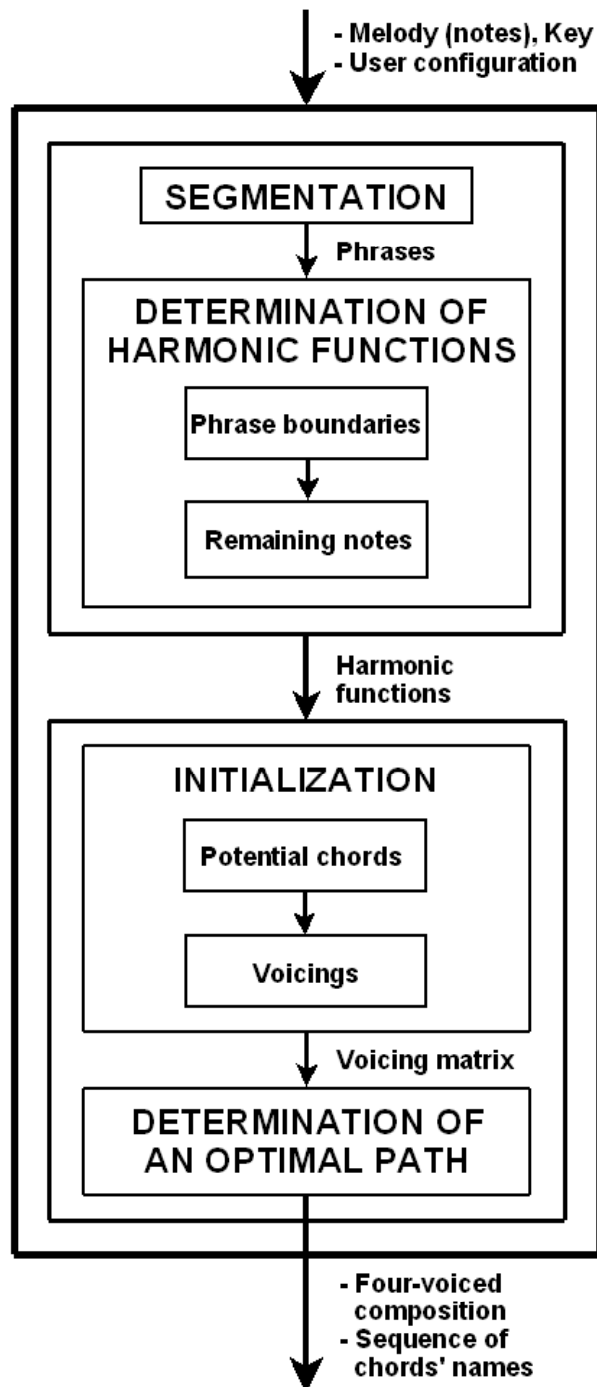 - Melody (notes), Key
- User configuration
SEGMENTATION
Phrases
DETERMINATION OF
HARMONIC FUNCTIONS
Phrase boundaries
Remaining notes
Harmonic
functions
INITIALIZATION
Potential chords
Voicings
Voicing matrix
DETERMINATION OF
AN OPTIMAL PATH
- Four-voiced
composition
- Sequence of
chords' names